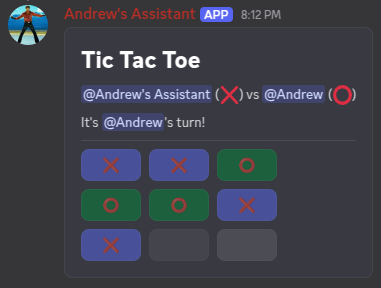 Andrew's Assistant APP 8:12 PM
Tic Tac Toe
@Andrew's Assistant (❌) vs @Andrew (⭕)
It's @Andrew's turn!
❌ ❌ ⭕
⭕ ⭕ ❌
❌